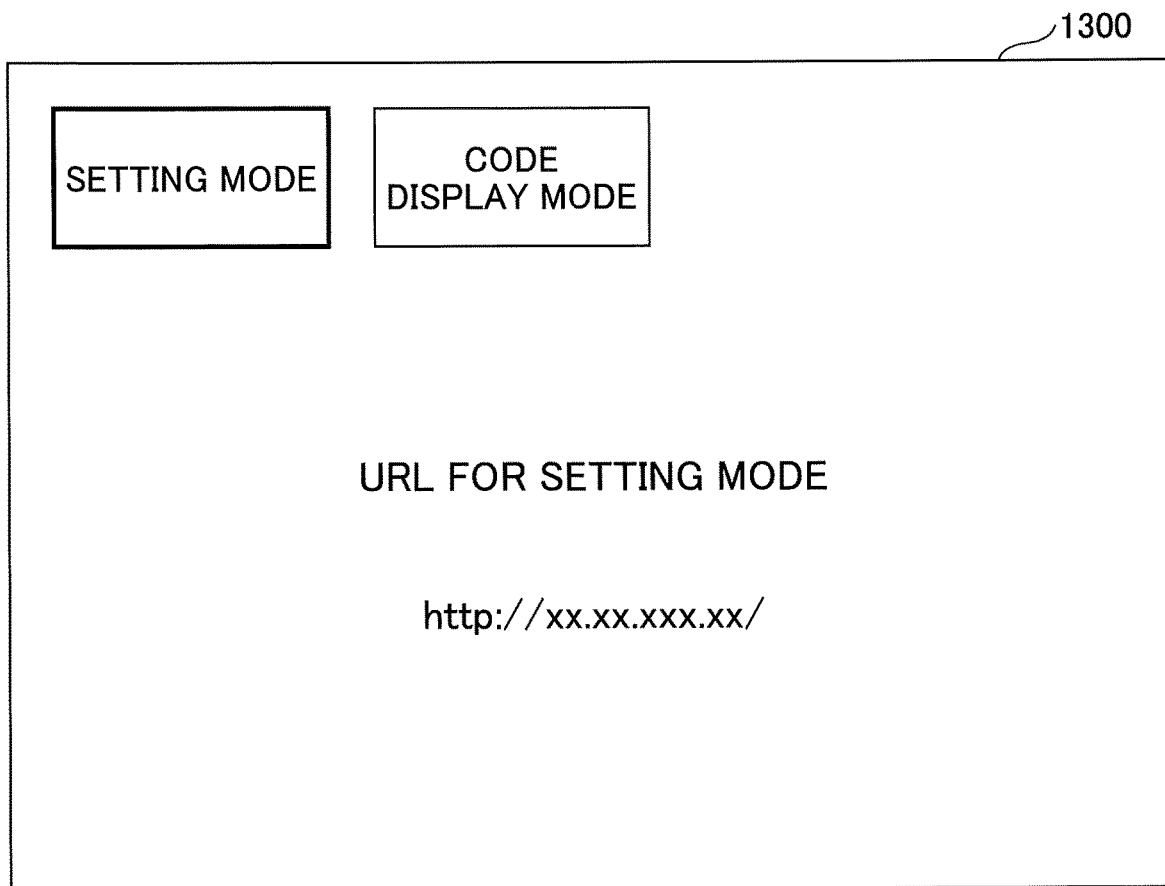 1300
SETTING MODE
CODE
DISPLAY MODE
URL FOR SETTING MODE
http://xx.xx.xxx.xx/